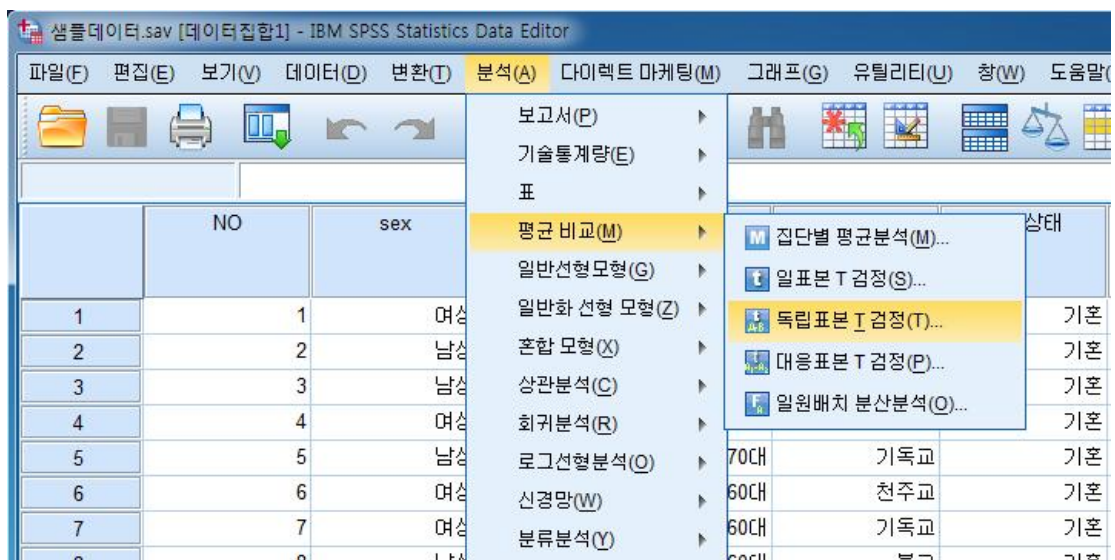 샘플데이터.sav [데이터집합1] - IBM SPSS Statistics Data Editor
파일(F) 편집(E) 보기(V) 데이터(D) 변환(T) 분석(A) 다이렉트 마케팅(M) 그래프(G) 유틸리티(U) 창(W) 도움말(
보고서(P)
기술통계량(E)
표
평균 비교(M)
일반선형모형(G)
일반화 선형 모형(Z)
혼합 모형(X)
상관분석(C)
회귀분석(R)
로그선형분석(O)
신경망(W)
분류분석(Y)
집단별 평균분석(M)...
일표본 T 검정(S)...
독립표본 T 검정(T)...
대응표본 T 검정(P)...
일원배치 분산분석(O)...
NO sex 상태
1 1 기혼
2 2 기혼
3 3 기혼
4 4 기혼
5 5 70대 기독교 기혼
6 6 60대 천주교 기혼
7 7 60대 기독교 기혼